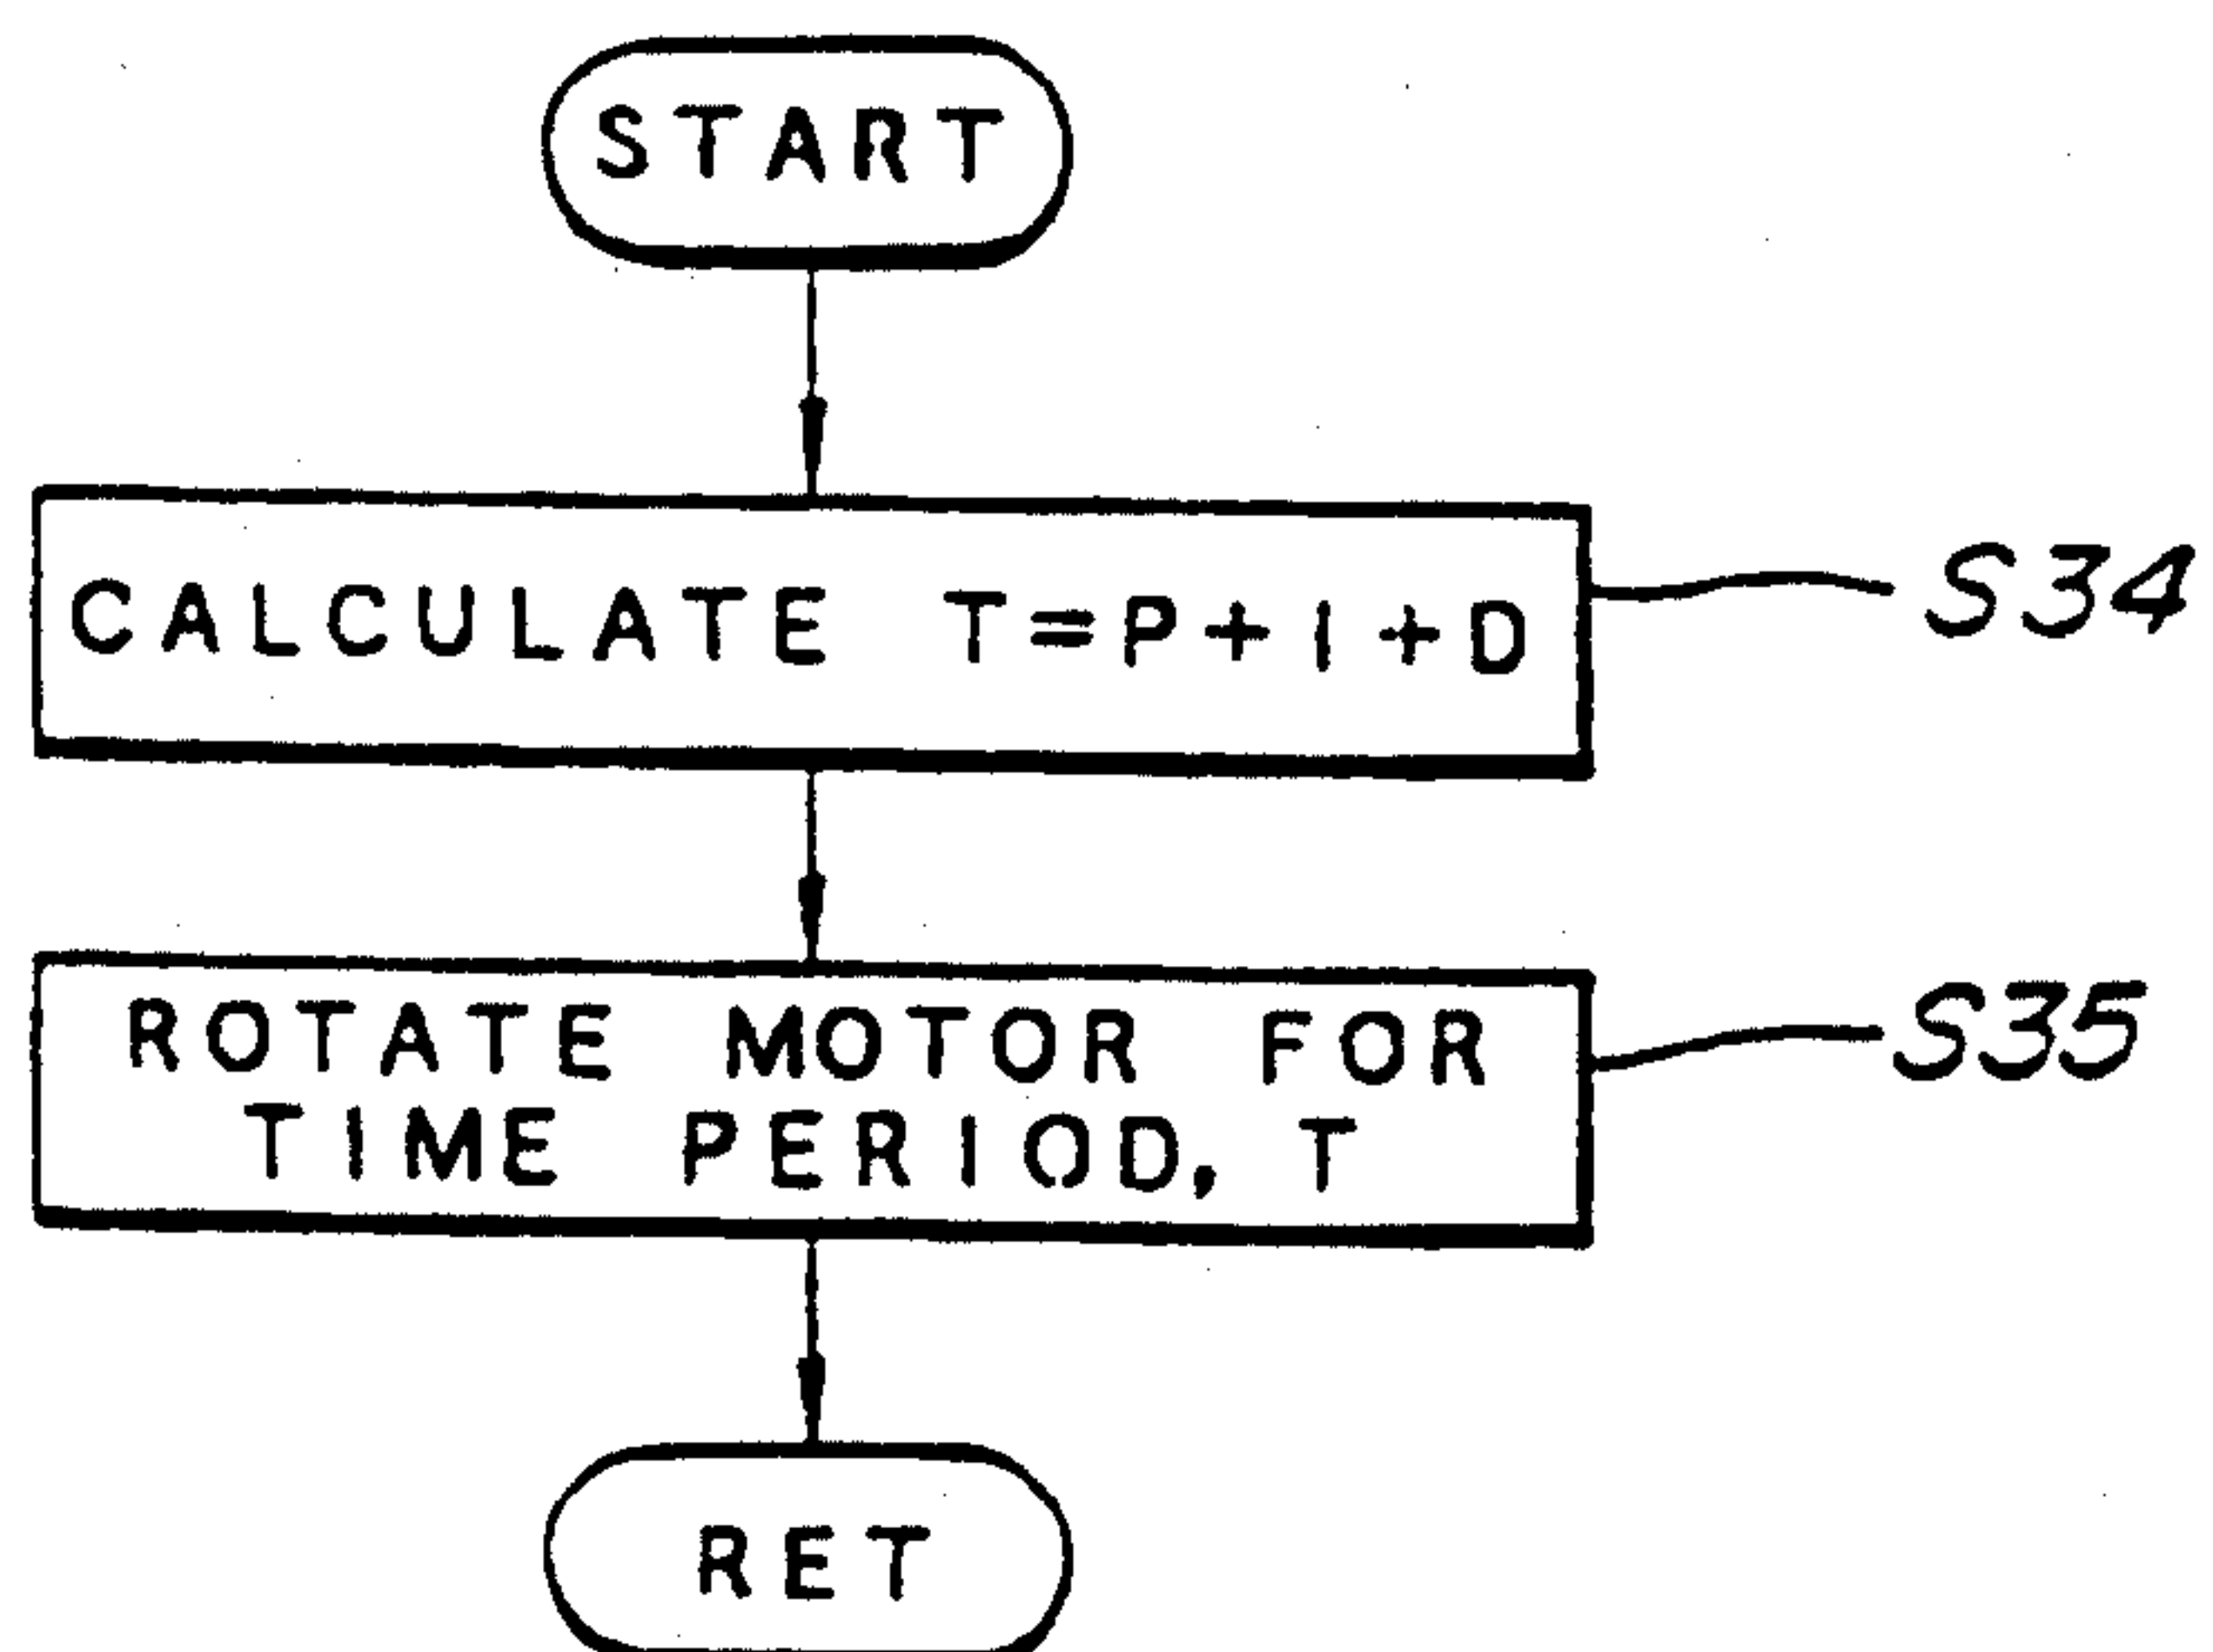 START
CALCULATE T=P+I+D
S34
ROTATE MOTOR FOR
TIME PERIOD, T
S35
RET